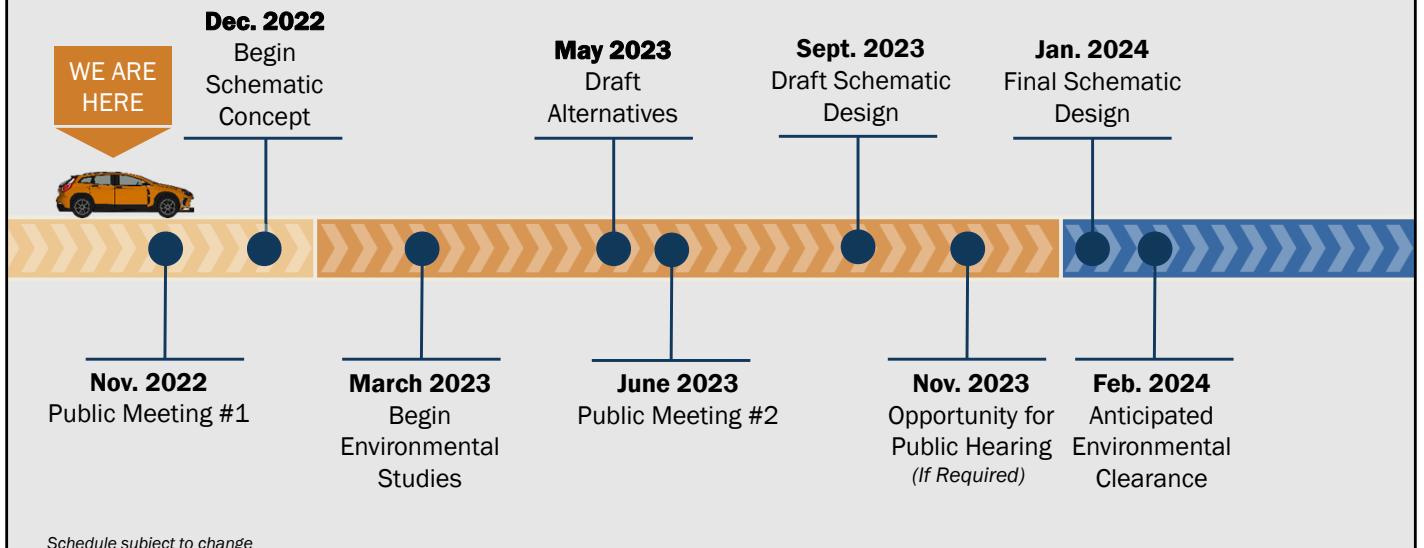 WE ARE
HERE
Dec. 2022
Begin
Schematic
Concept
May 2023
Draft
Alternatives
Sept. 2023
Draft Schematic
Design
Jan. 2024
Final Schematic
Design
Nov. 2022
Public Meeting #1
March 2023
Begin
Environmental
Studies
June 2023
Public Meeting #2
Nov. 2023
Opportunity for
Public Hearing
(If Required)
Feb. 2024
Anticipated
Environmental
Clearance
Schedule subject to change